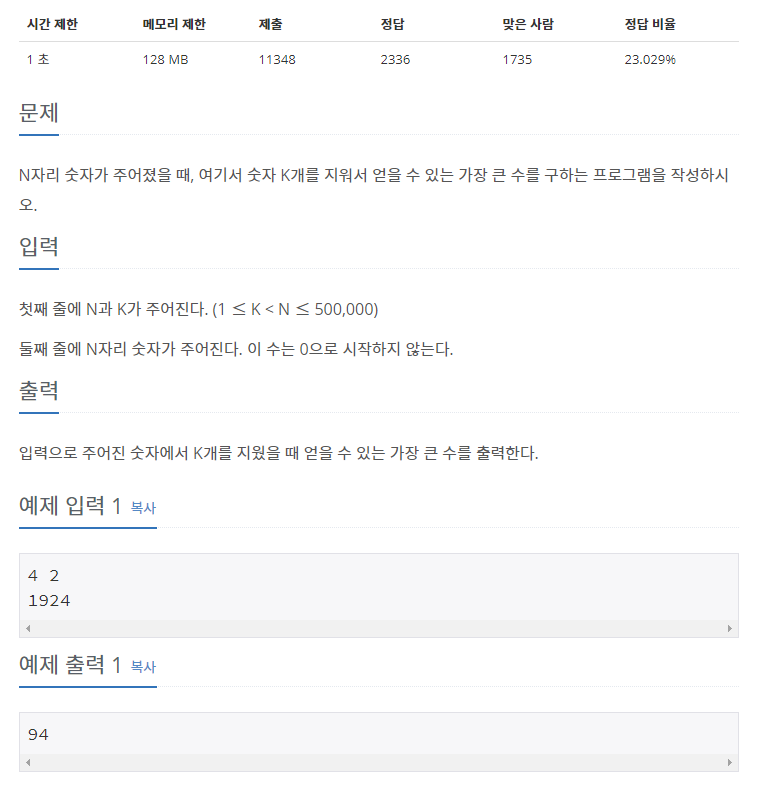 시간 제한 메모리 제한 제출 정답 맞은 사람 정답 비율
1 초 128 MB 11348 2336 1735 23.029%
문제
N자리 숫자가 주어졌을 때, 여기서 숫자 K개를 지워서 얻을 수 있는 가장 큰 수를 구하는 프로그램을 작성하시
오.
입력
첫째 줄에 N과 K가 주어진다. (1 ≤ K < N ≤ 500,000)
둘째 줄에 N자리 숫자가 주어진다. 이 수는 0으로 시작하지 않는다.
출력
입력으로 주어진 숫자에서 K개를 지웠을 때 얻을 수 있는 가장 큰 수를 출력한다.
예제 입력 1 복사
4 2
1924
예제 출력 1 복사
94